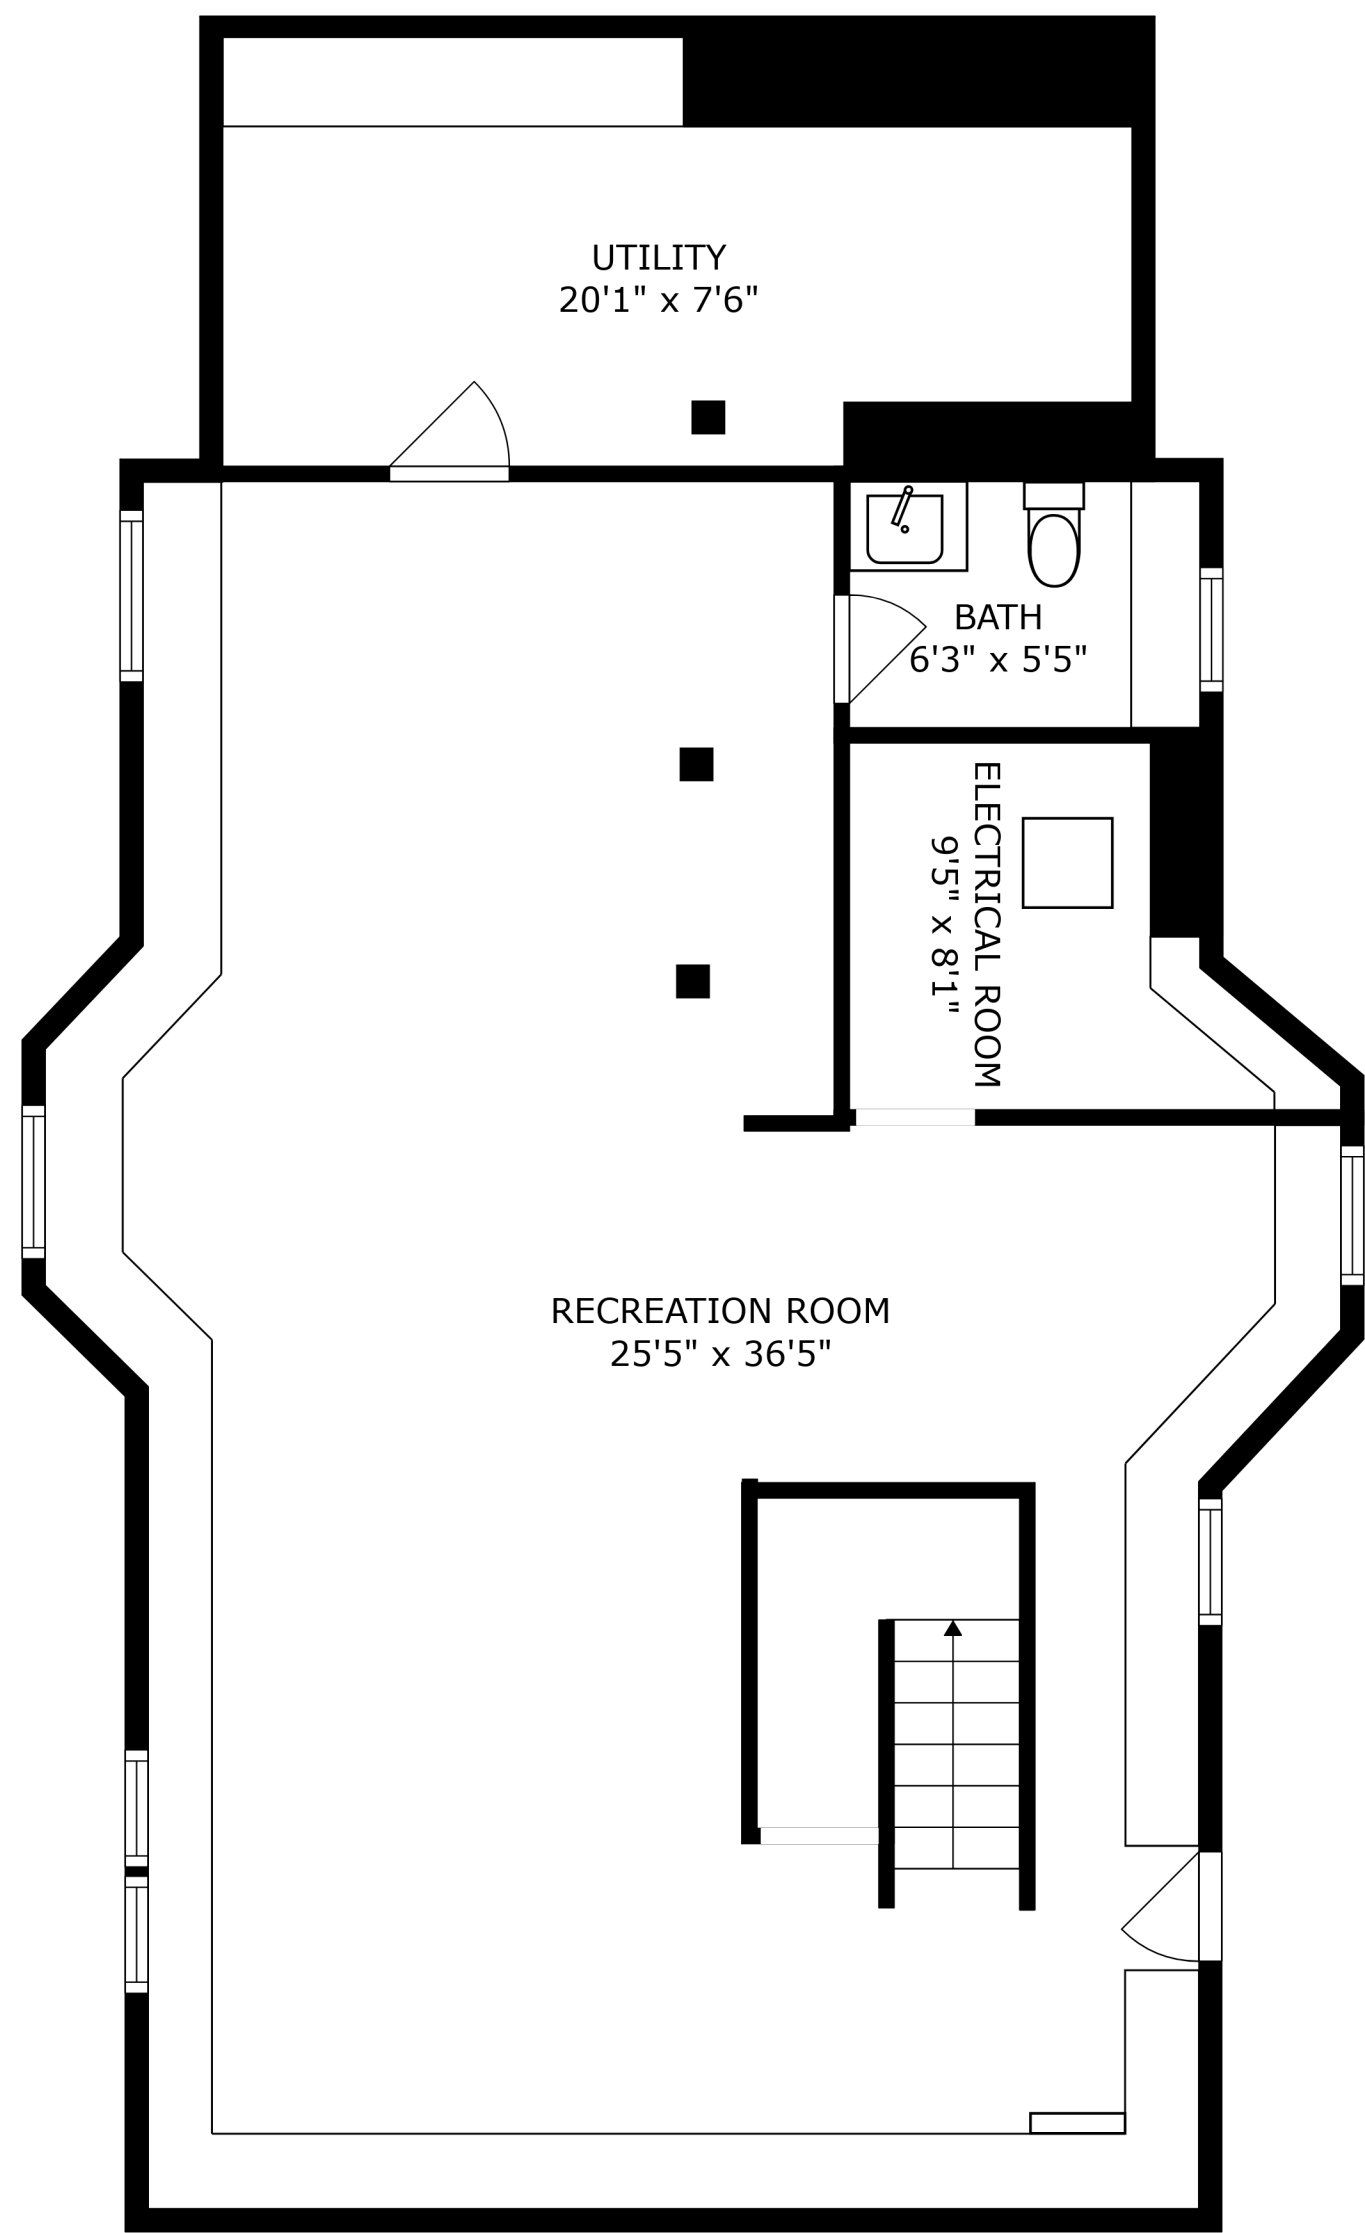 UTILITY
20'1" x 7'6"
BATH
6'3" x 5'5"
ELECTRICAL ROOM
9'5" x 8'1"
RECREATION ROOM
25'5" x 36'5"